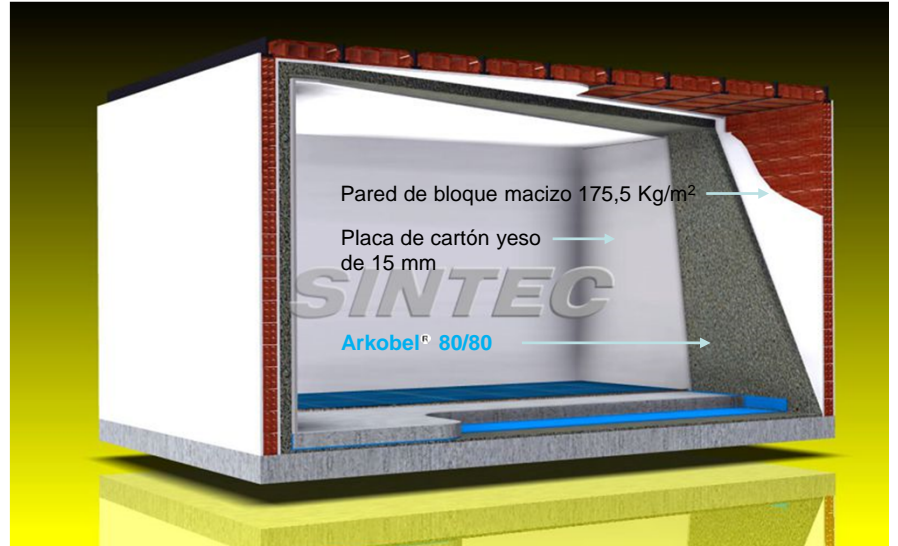 Pared de bloque macizo 175,5 Kg/m²
Placa de cartón yeso
de 15 mm
SINTEC
Arkobel® 80/80